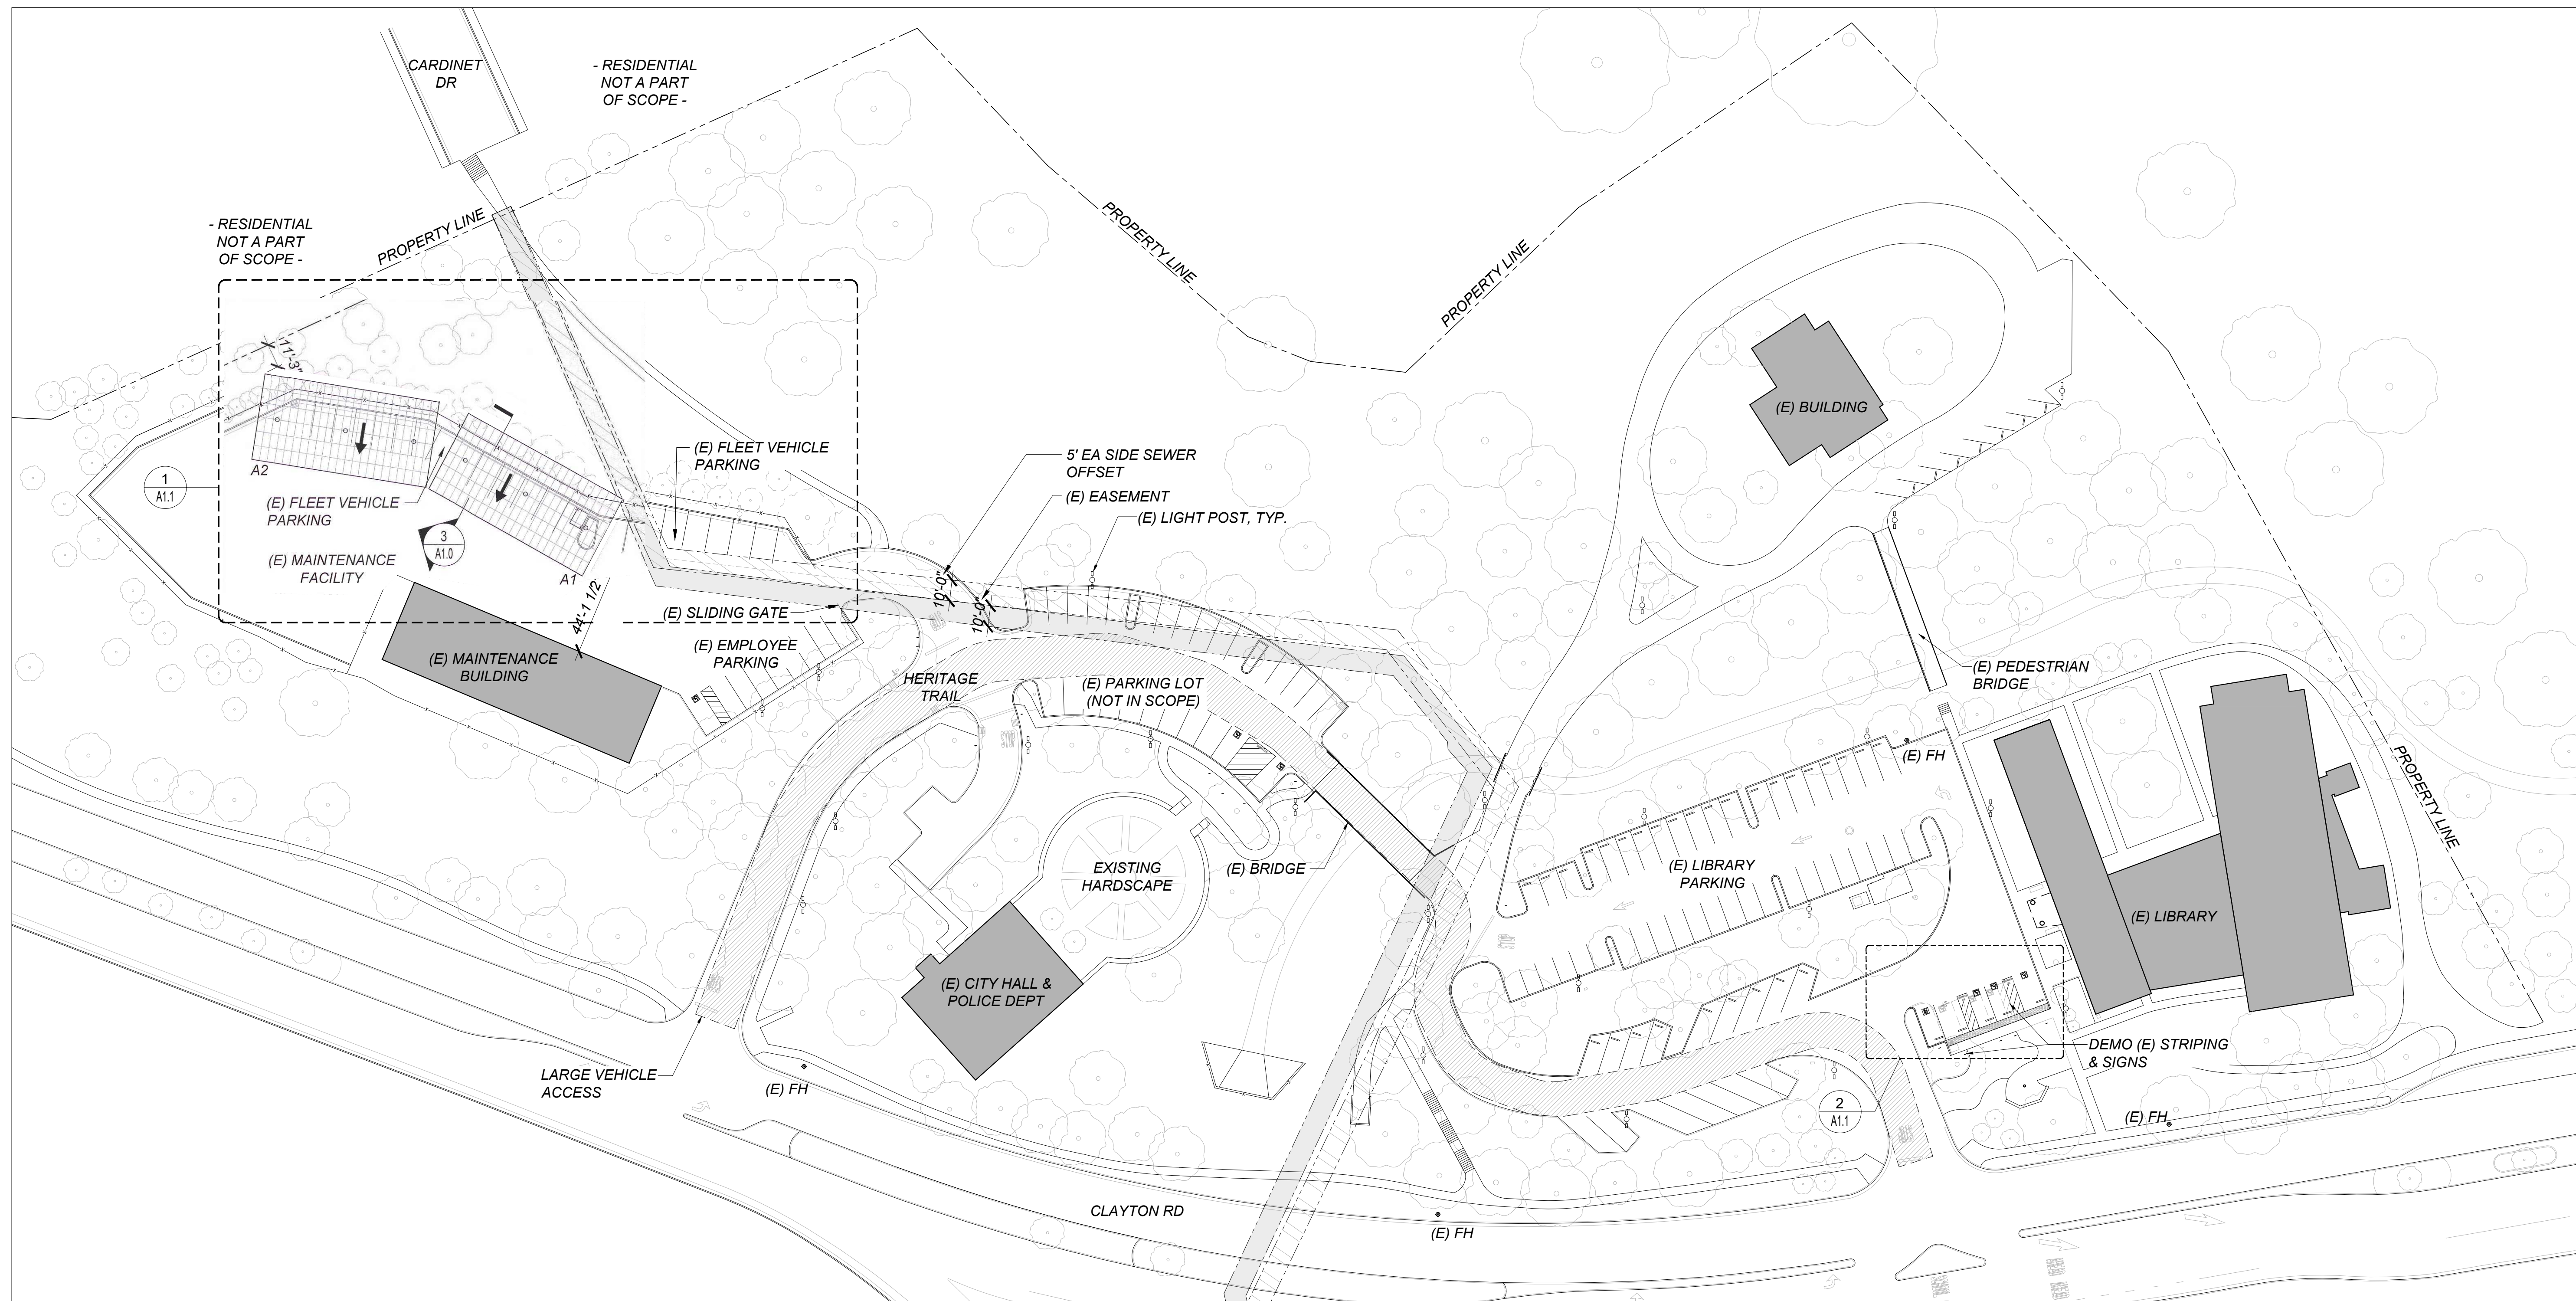 CARDINET
DR
- RESIDENTIAL
NOT A PART
OF SCOPE -
- RESIDENTIAL
NOT A PART
OF SCOPE -
PROPERTY LINE
PROPERTY LINE
PROPERTY LINE
11'-3"
A2
1
A1.1
(E) FLEET VEHICLE
PARKING
(E) FLEET VEHICLE
PARKING
3
A1.0
(E) MAINTENANCE
FACILITY
A1
44'-1 1/2
5' EA SIDE SEWER
OFFSET
(E) EASEMENT
(E) LIGHT POST, TYP.
10'-0"
10'-0"
(E) BUILDING
(E) SLIDING GATE
(E) EMPLOYEE
PARKING
(E) MAINTENANCE
BUILDING
HERITAGE
TRAIL
(E) PARKING LOT
(NOT IN SCOPE)
(E) PEDESTRIAN
BRIDGE
(E) FH
PROPERTY LINE
EXISTING
HARDSCAPE
(E) BRIDGE
(E) LIBRARY
PARKING
(E) LIBRARY
(E) CITY HALL &
POLICE DEPT
DEMO (E) STRIPING
& SIGNS
LARGE VEHICLE
ACCESS
(E) FH
2
A1.1
(E) FH
CLAYTON RD
(E) FH